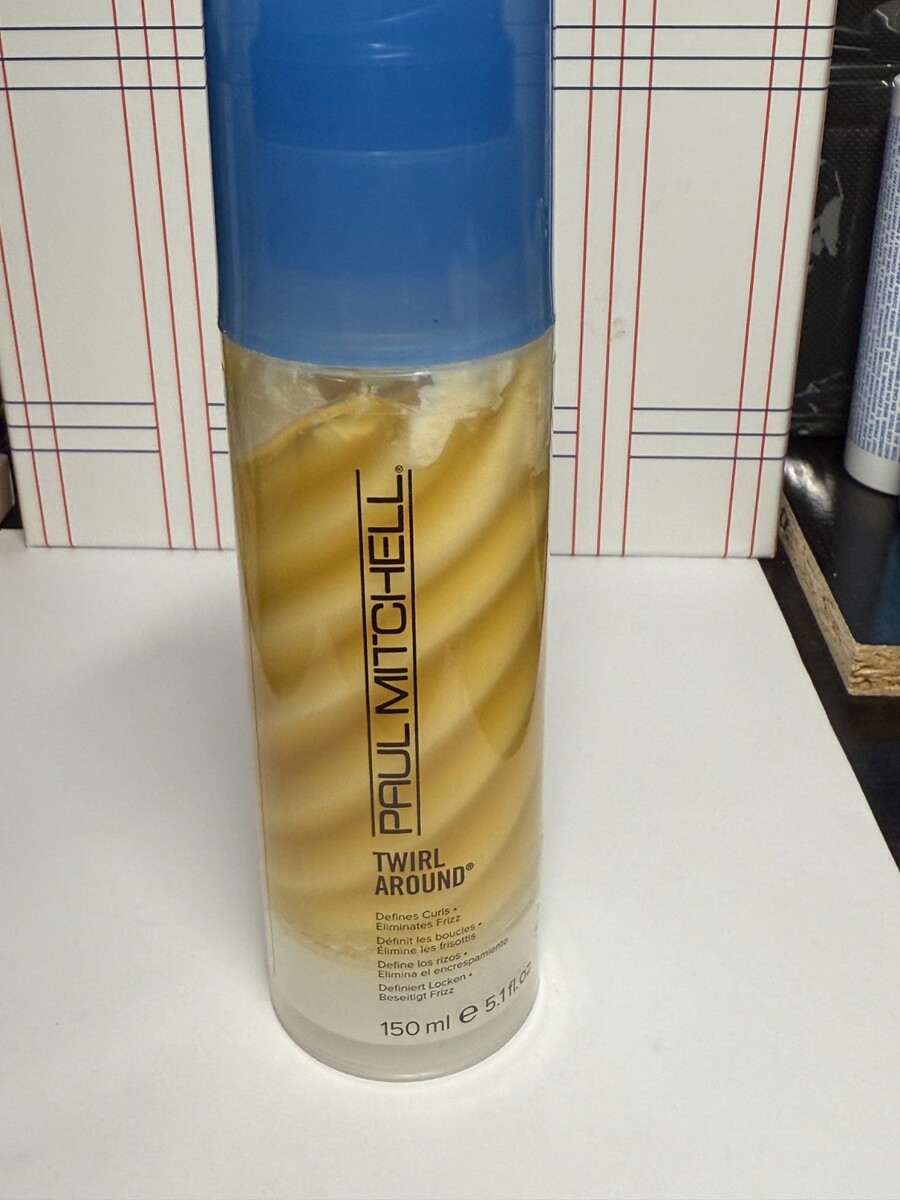 PAUL MITCHELL®
TWIRL
AROUND®
Defines Curls •
Eliminates Frizz
Définit les boucles •
Élimine les frisottis
Define los rizos •
Elimina el encrespamiento
Definiert Locken •
Beseitigt Frizz
150 ml e 5.1 fl. oz